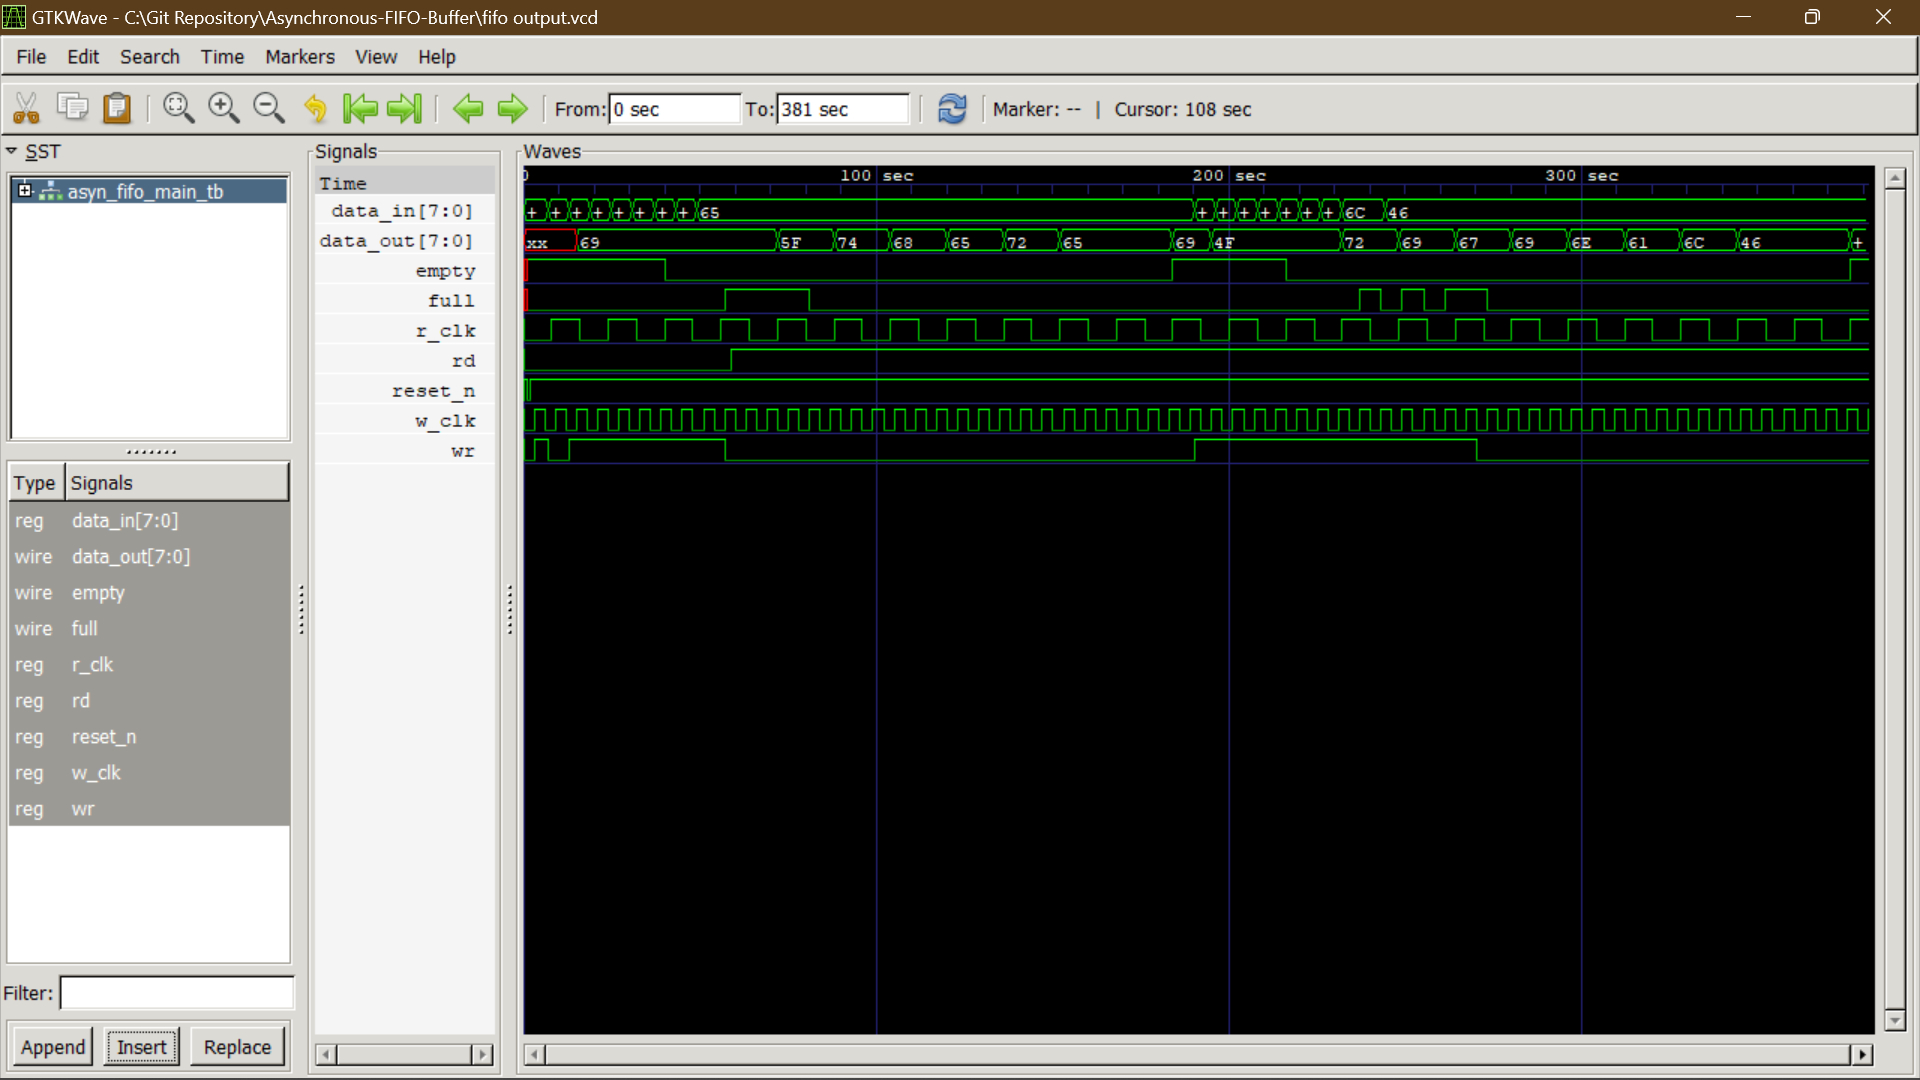 GTKWave - C:\Git Repository\Asynchronous-FIFO-Buffer\fifo output.vcd
File Edit Search Time Markers View Help
From: 0 sec To: 381 sec Marker: -- | Cursor: 108 sec
SST
asyn_fifo_main_tb
Type Signals
reg data_in[7:0]
wire data_out[7:0]
wire empty
wire full
reg r_clk
reg rd
reg reset_n
reg w_clk
reg wr
Filter:
Append Insert Replace
Signals
Time
data_in[7:0]
data_out[7:0]
empty
full
r_clk
rd
reset_n
w_clk
wr
Waves
0 100 sec 200 sec 300 sec
+ + + + + + + + 65 + + + + + + + 6C 46
xx 69 5F 74 68 65 72 65 69 4F 72 69 67 69 6E 61 6C 46 +